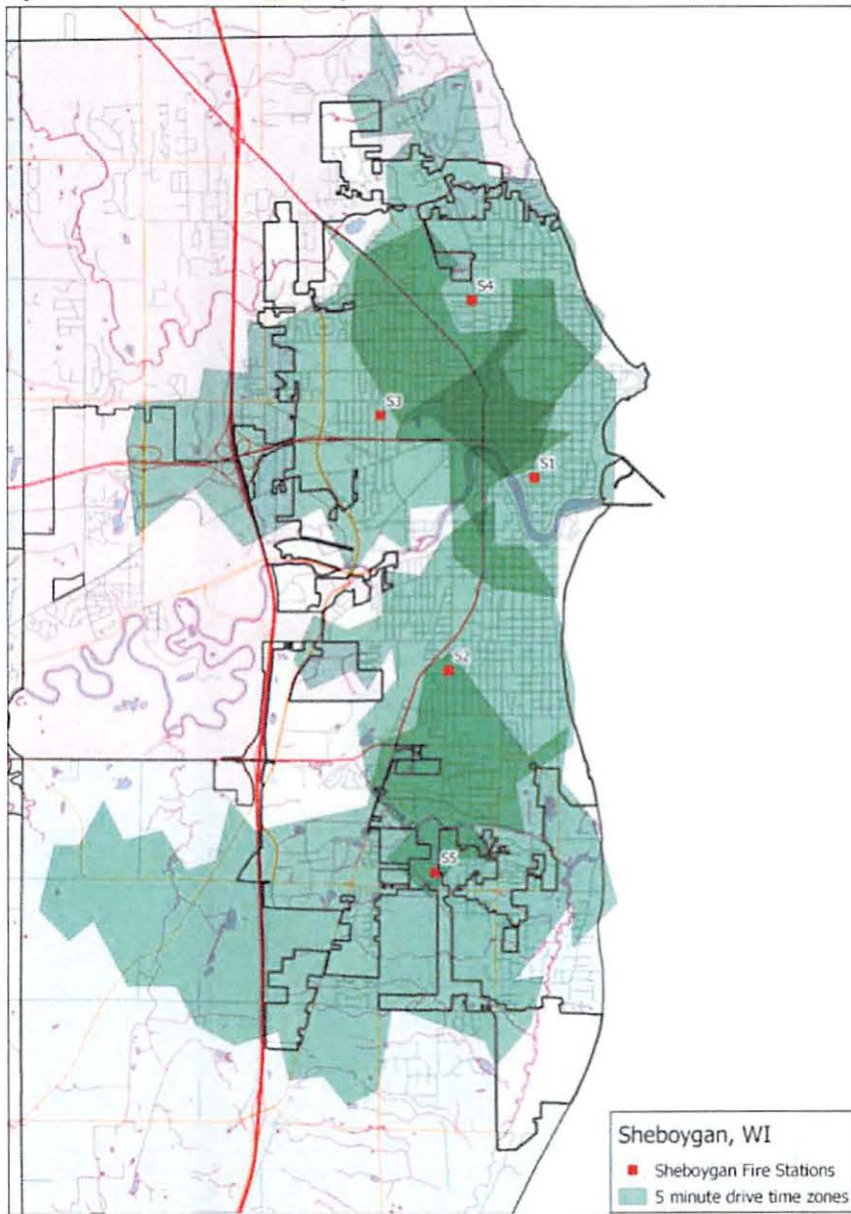 S4
S3
S1
S2
S5
Sheboygan, WI
Sheboygan Fire Stations
5 minute drive time zones